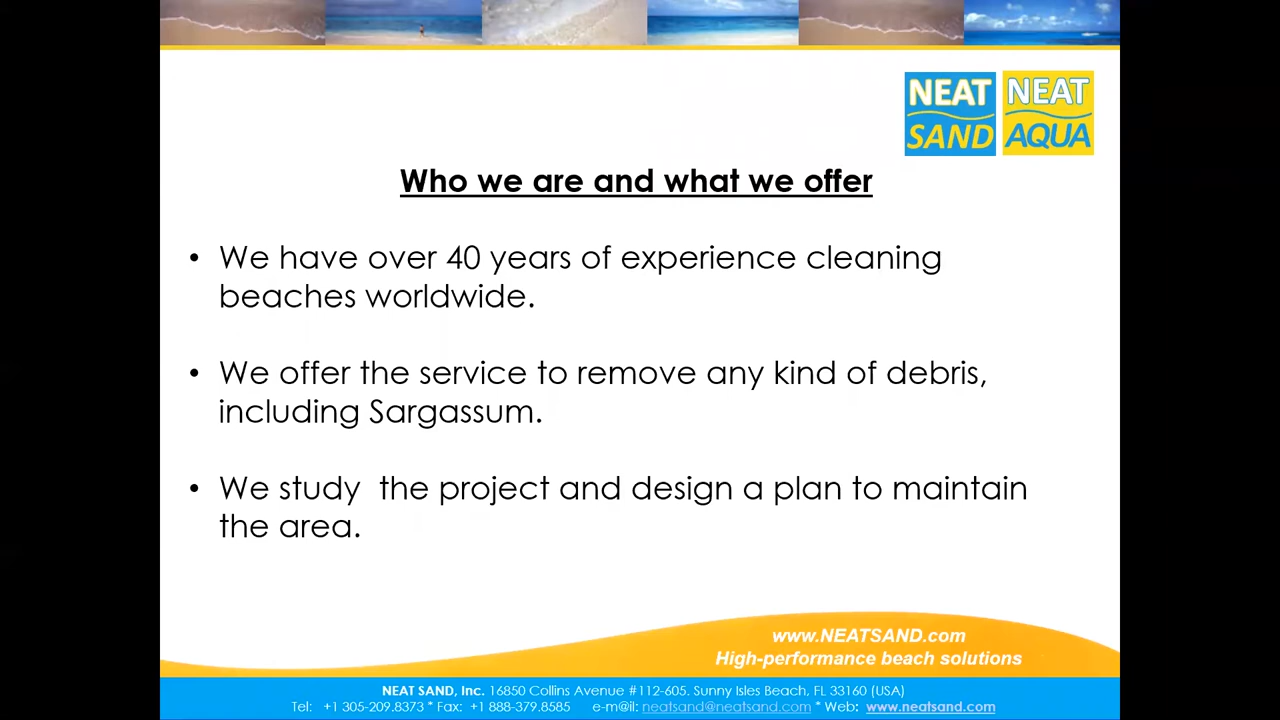 NEAT NEAT
SAND AQUA
Who we are and what we offer
• We have over 40 years of experience cleaning
beaches worldwide.
• We offer the service to remove any kind of debris,
including Sargassum.
• We study  the project and design a plan to maintain
the area.
www.NEATSAND.com
High-performance beach solutions
NEAT SAND, Inc. 16850 Collins Avenue #112-605. Sunny Isles Beach, FL 33160 (USA)
Tel:   +1 305-209.8373 * Fax:  +1 888-379.8585     e-m@il: neatsand@neatsand.com * Web:  www.neatsand.com